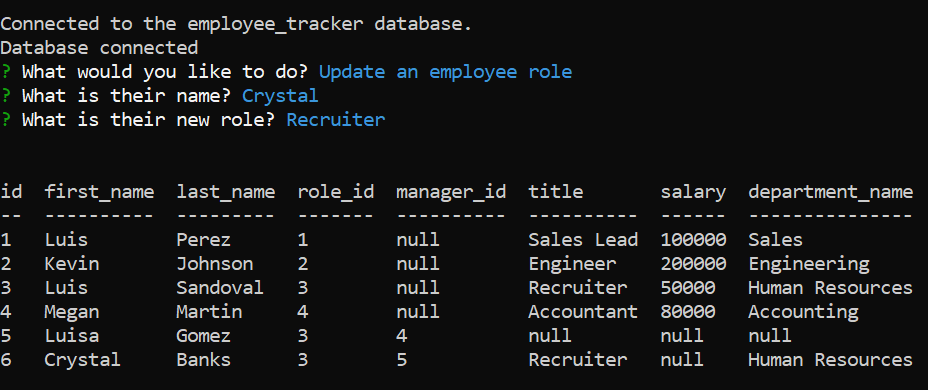 Connected to the employee_tracker database.
Database connected
? What would you like to do? Update an employee role
? What is their name? Crystal
? What is their new role? Recruiter
id  first_name  last_name  role_id  manager_id  title       salary  department_name
--  ----------  ---------  -------  ----------  ----------  ------  ---------------
1   Luis        Perez      1        null        Sales Lead  100000  Sales
2   Kevin       Johnson    2        null        Engineer    200000  Engineering
3   Luis        Sandoval   3        null        Recruiter   50000   Human Resources
4   Megan       Martin     4        null        Accountant  80000   Accounting
5   Luisa       Gomez      3        4           null        null    null
6   Crystal     Banks      3        5           Recruiter   null    Human Resources